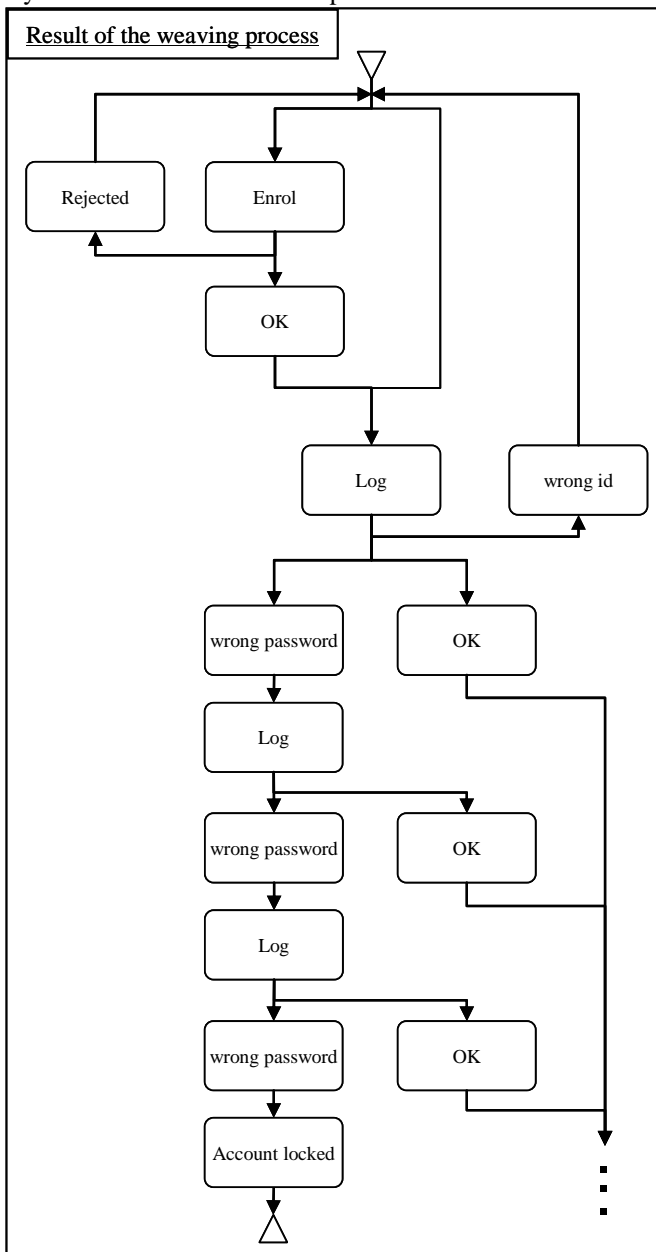 Result of the weaving process
Rejected
Enrol
OK
Log
wrong id
wrong password
OK
Log
wrong password
OK
Log
wrong password
OK
Account locked